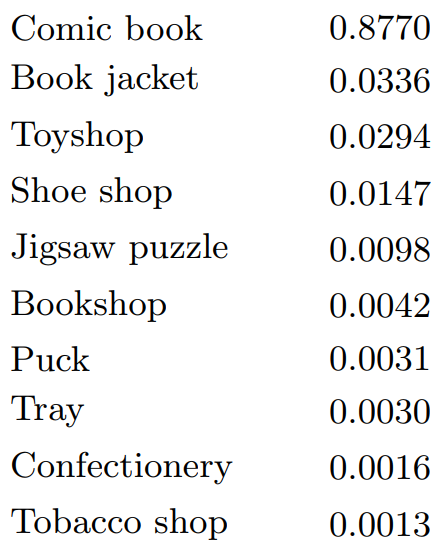 Comic book 0.8770
Book jacket 0.0336
Toyshop 0.0294
Shoe shop 0.0147
Jigsaw puzzle 0.0098
Bookshop 0.0042
Puck 0.0031
Tray 0.0030
Confectionery 0.0016
Tobacco shop 0.0013